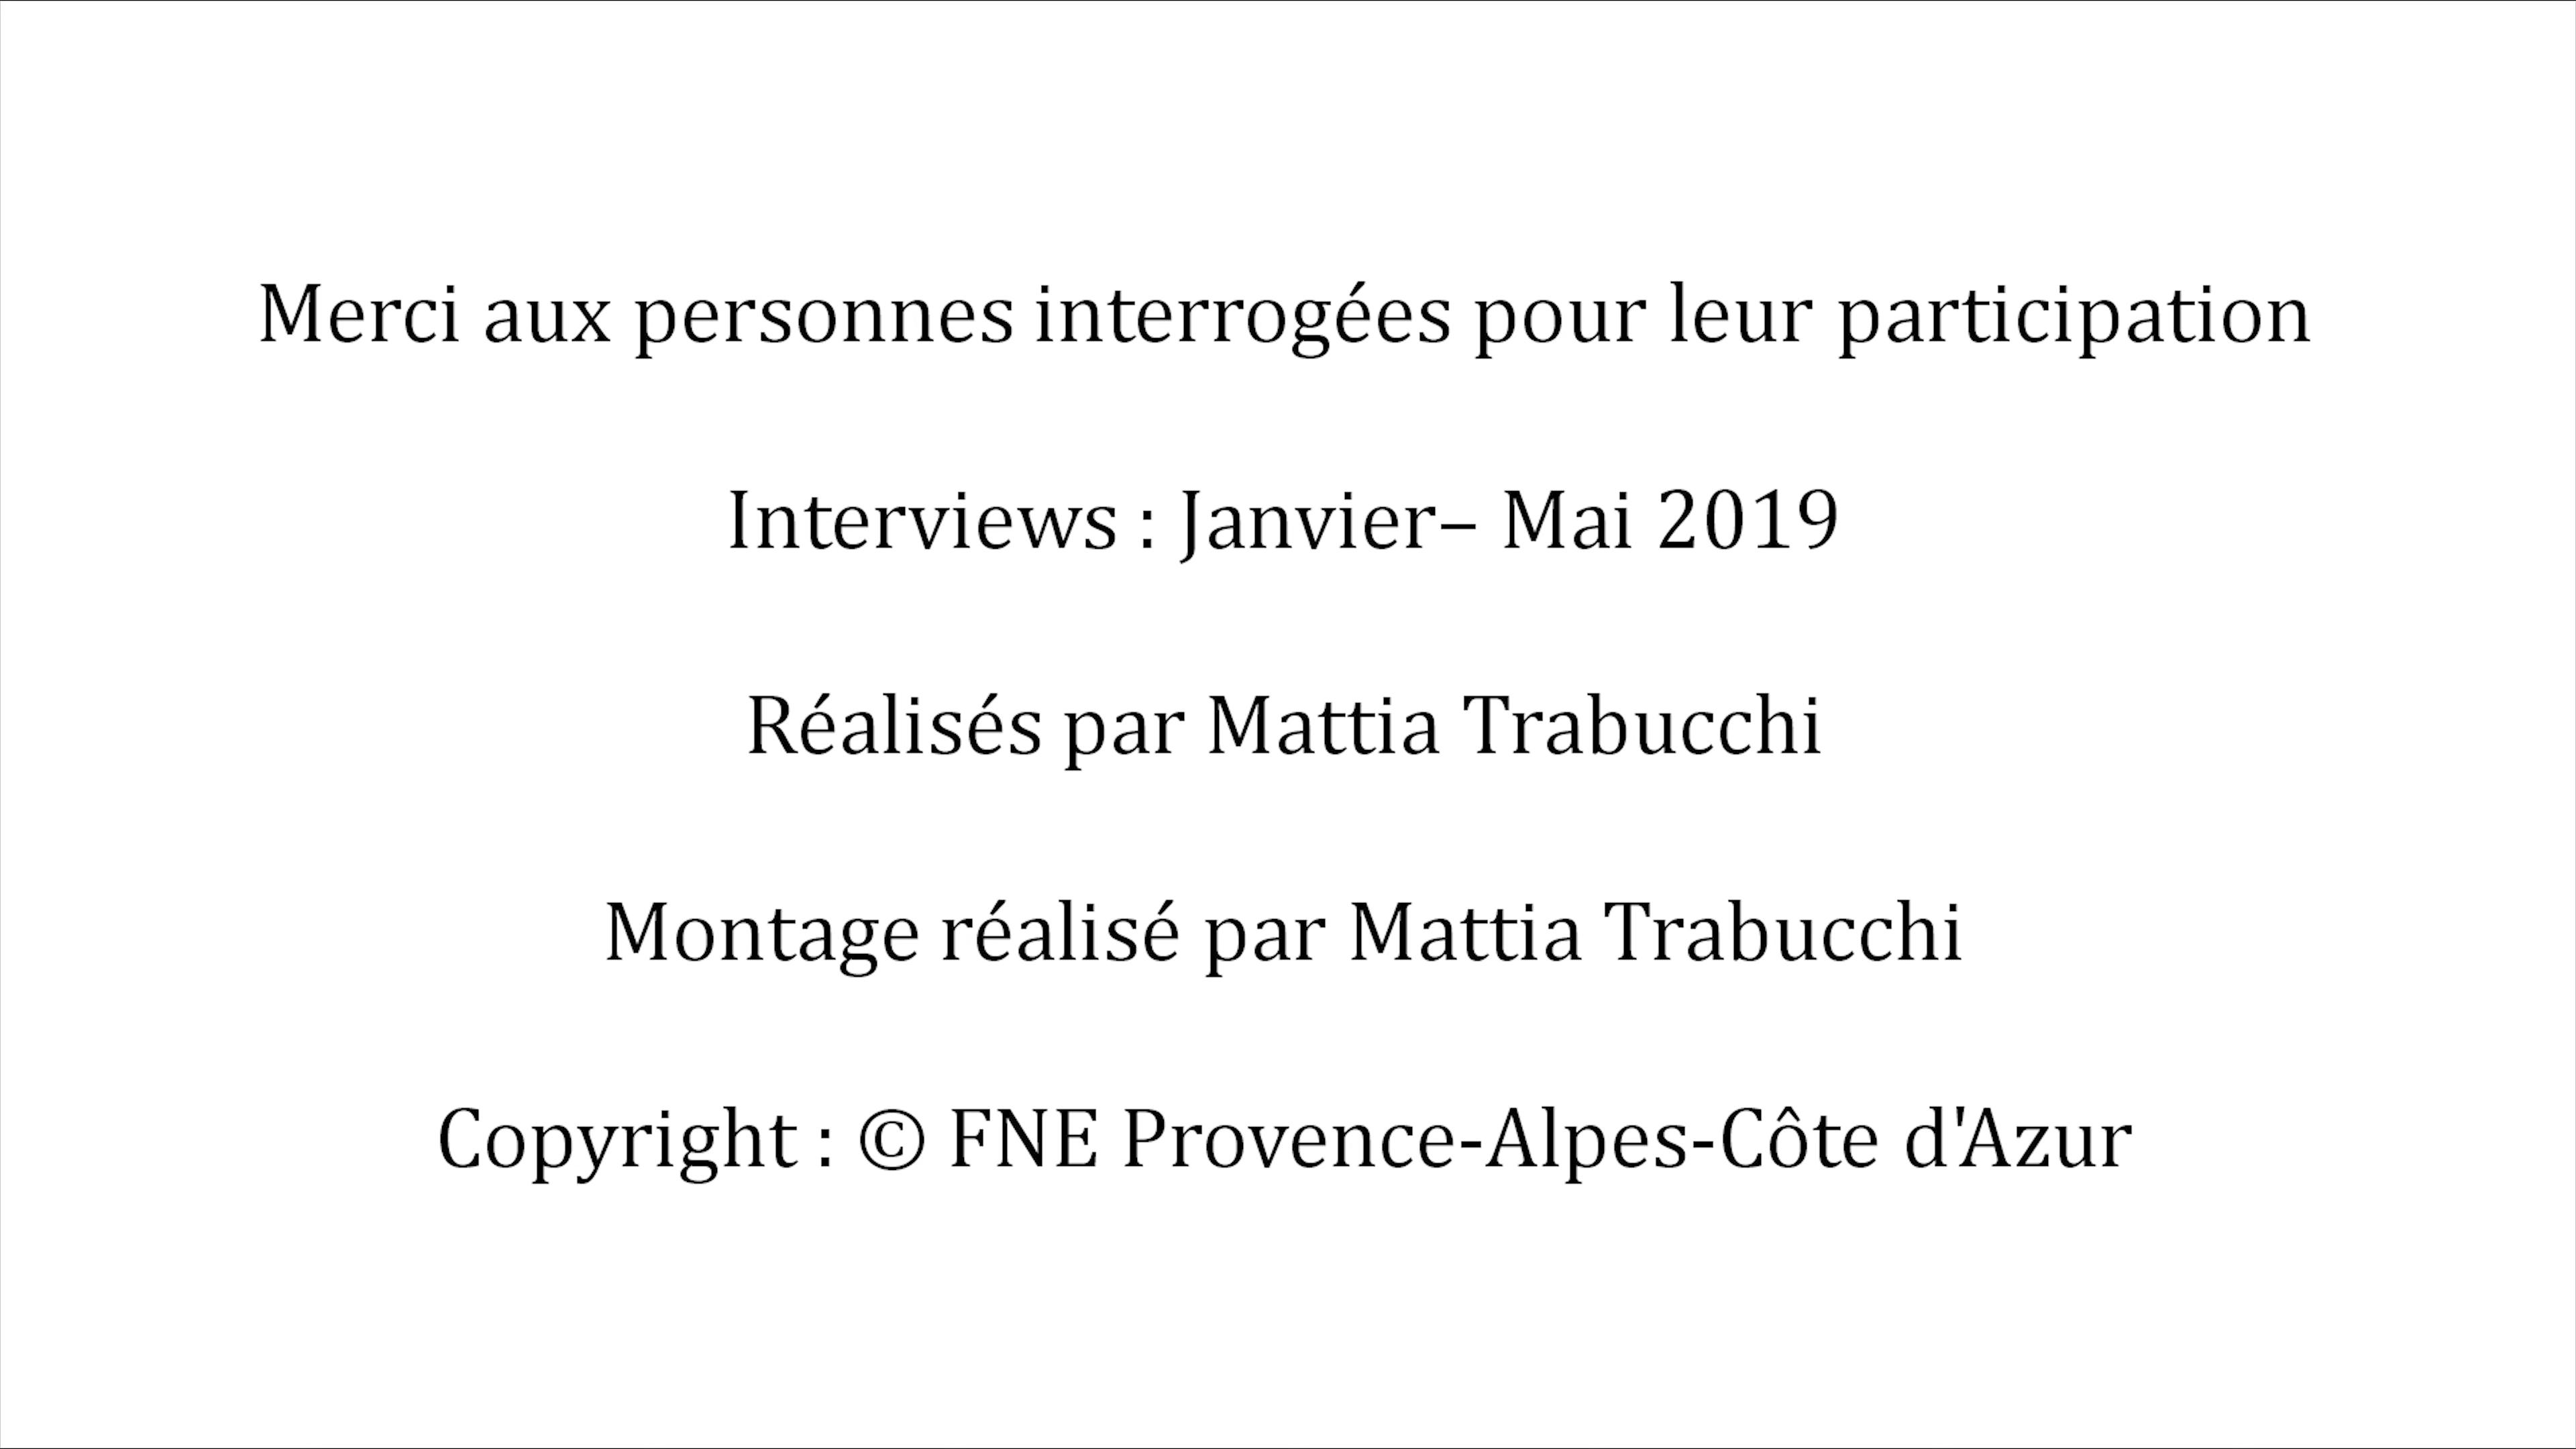 Merci aux personnes interrogées pour leur participation
Interviews : Janvier– Mai 2019
Réalisés par Mattia Trabucchi
Montage réalisé par Mattia Trabucchi
Copyright : © FNE Provence-Alpes-Côte d'Azur